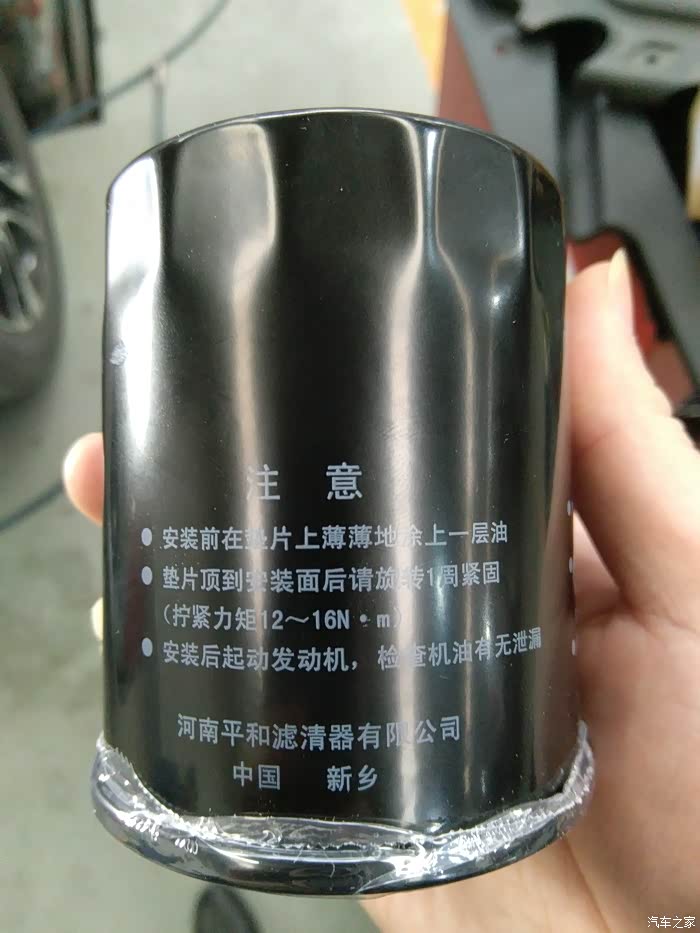 注 意
● 安装前在垫片上薄薄地涂上一层油
● 垫片顶到安装面后请旋转1周紧固
（拧紧力矩12～16N·m）
● 安装后起动发动机，检查机油有无泄漏
河南平和滤清器有限公司
中国 新乡
汽车之家